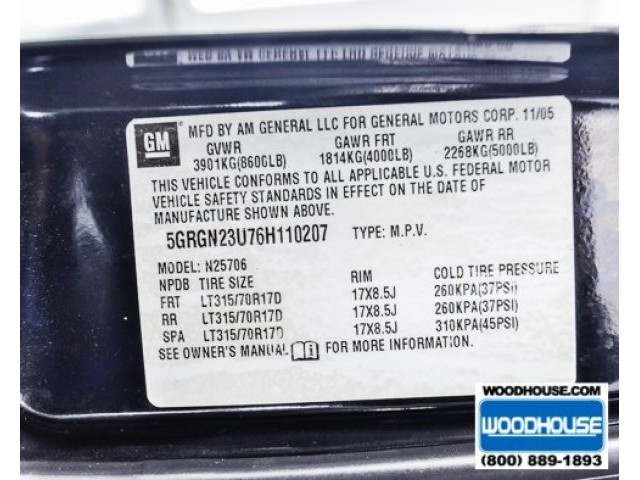 GM
MFD BY AM GENERAL LLC FOR GENERAL MOTORS CORP. 11/05
GVWR GAWR FRT GAWR RR
3901KG(8600LB) 1814KG(4000LB) 2268KG(5000LB)
THIS VEHICLE CONFORMS TO ALL APPLICABLE U.S. FEDERAL MOTOR
VEHICLE SAFETY STANDARDS IN EFFECT ON THE DATE OF
MANUFACTURE SHOWN ABOVE.
5GRGN23U76H110207 TYPE: M.P.V.
MODEL: N25706
NPDB TIRE SIZE RIM COLD TIRE PRESSURE
FRT LT315/70R17D 17X8.5J 260KPA(37PSI)
RR LT315/70R17D 17X8.5J 260KPA(37PSI)
SPA LT315/70R17D 17X8.5J 310KPA(45PSI)
SEE OWNER'S MANUAL FOR MORE INFORMATION.
WOODHOUSE.COM
WOODHOUSE
(800) 889-1893